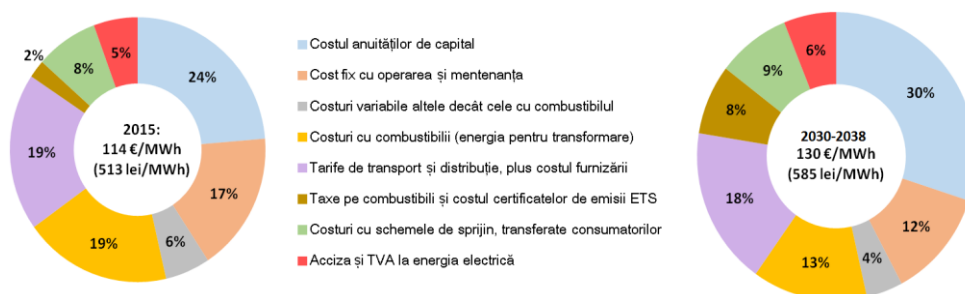 2%
8%
5%
24%
17%
6%
19%
19%
2015:
114 €/MWh
(513 lei/MWh)
Costul anuităților de capital
Cost fix cu operarea și mentenanța
Costuri variabile altele decât cele cu combustibilul
Costuri cu combustibilii (energia pentru transformare)
Tarife de transport și distribuție, plus costul furnizării
Taxe pe combustibili și costul certificatelor de emisii ETS
Costuri cu schemele de sprijin, transferate consumatorilor
Acciza și TVA la energia electrică
9%
6%
30%
12%
4%
13%
18%
8%
2030-2038
130 €/MWh
(585 lei/MWh)